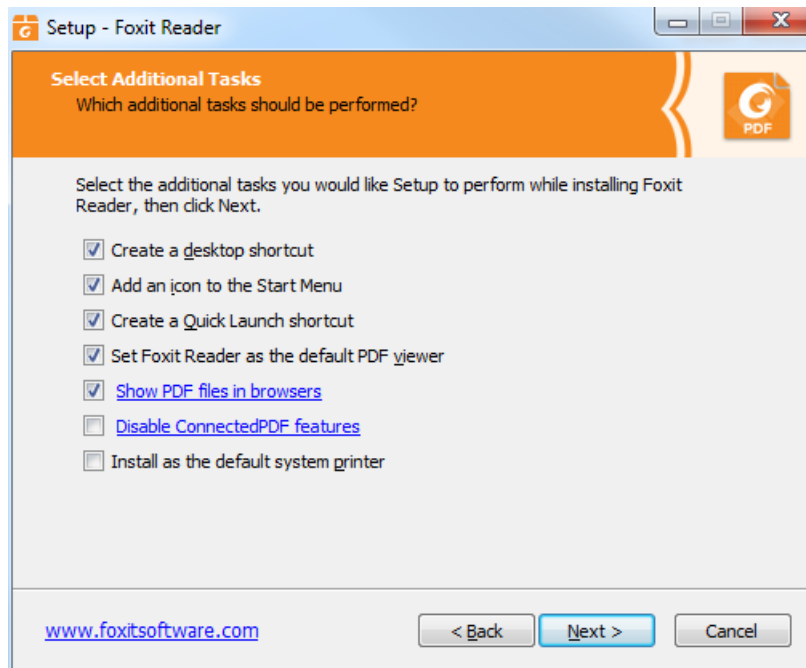 Setup - Foxit Reader
Select Additional Tasks
Which additional tasks should be performed?
PDF
Select the additional tasks you would like Setup to perform while installing Foxit
Reader, then click Next.
Create a desktop shortcut
Add an icon to the Start Menu
Create a Quick Launch shortcut
Set Foxit Reader as the default PDF viewer
Show PDF files in browsers
Disable ConnectedPDF features
Install as the default system printer
www.foxitsoftware.com
< Back Next > Cancel